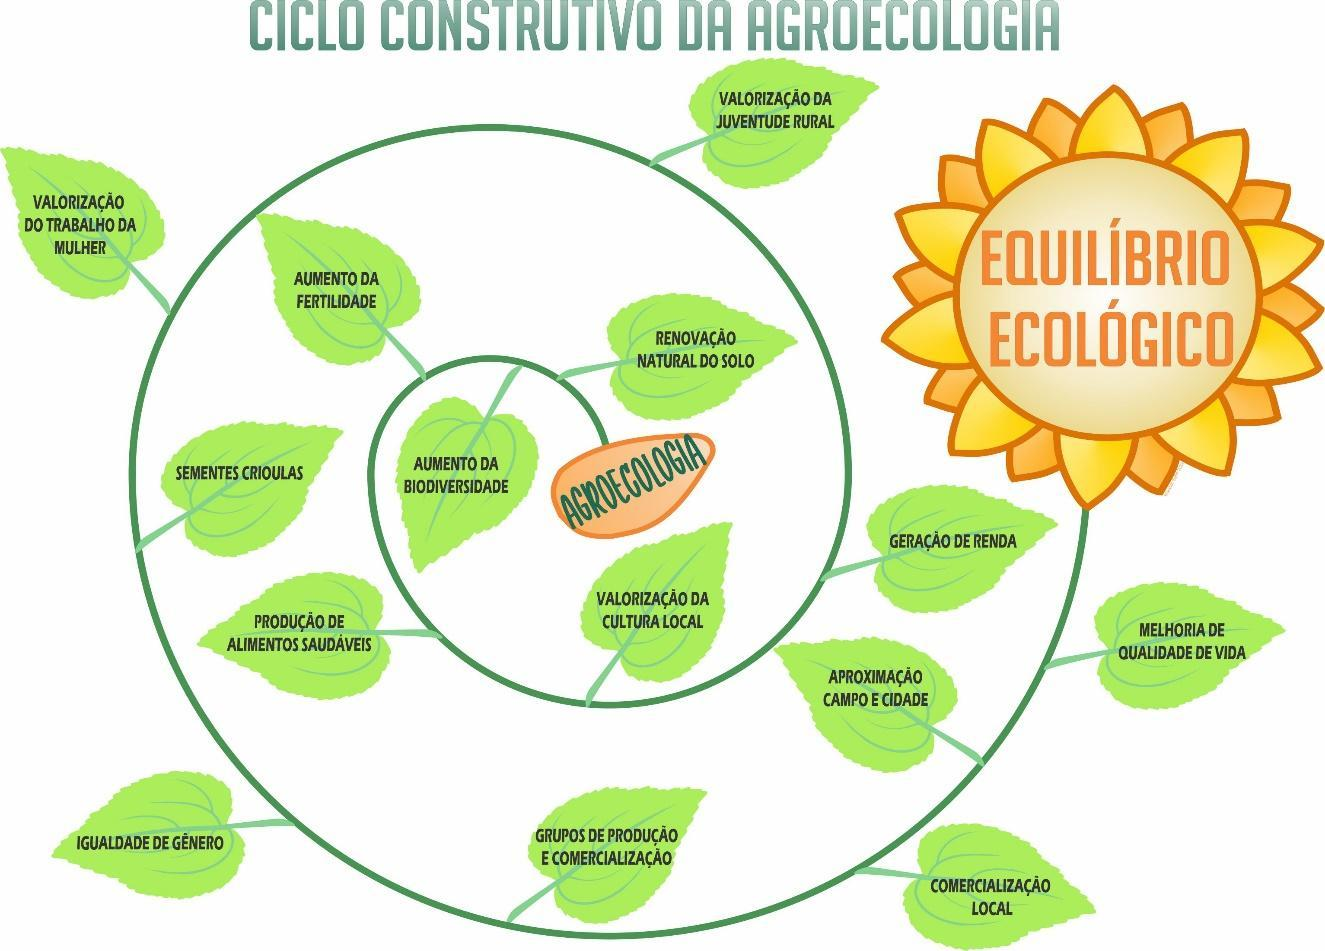 CICLO CONSTRUTIVO DA AGROECOLOGIA
VALORIZAÇÃO DA
JUVENTUDE RURAL
VALORIZAÇÃO
DO TRABALHO DA
MULHER
AUMENTO DA
FERTILIDADE
EQUILÍBRIO
ECOLÓGICO
RENOVAÇÃO
NATURAL DO SOLO
SEMENTES CRIOULAS
AUMENTO DA
BIODIVERSIDADE
AGROECOLOGIA
GERAÇÃO DE RENDA
VALORIZAÇÃO DA
CULTURA LOCAL
PRODUÇÃO DE
ALIMENTOS SAUDÁVEIS
MELHORIA DE
QUALIDADE DE VIDA
APROXIMAÇÃO
CAMPO E CIDADE
IGUALDADE DE GÊNERO
GRUPOS DE PRODUÇÃO
E COMERCIALIZAÇÃO
COMERCIALIZAÇÃO
LOCAL